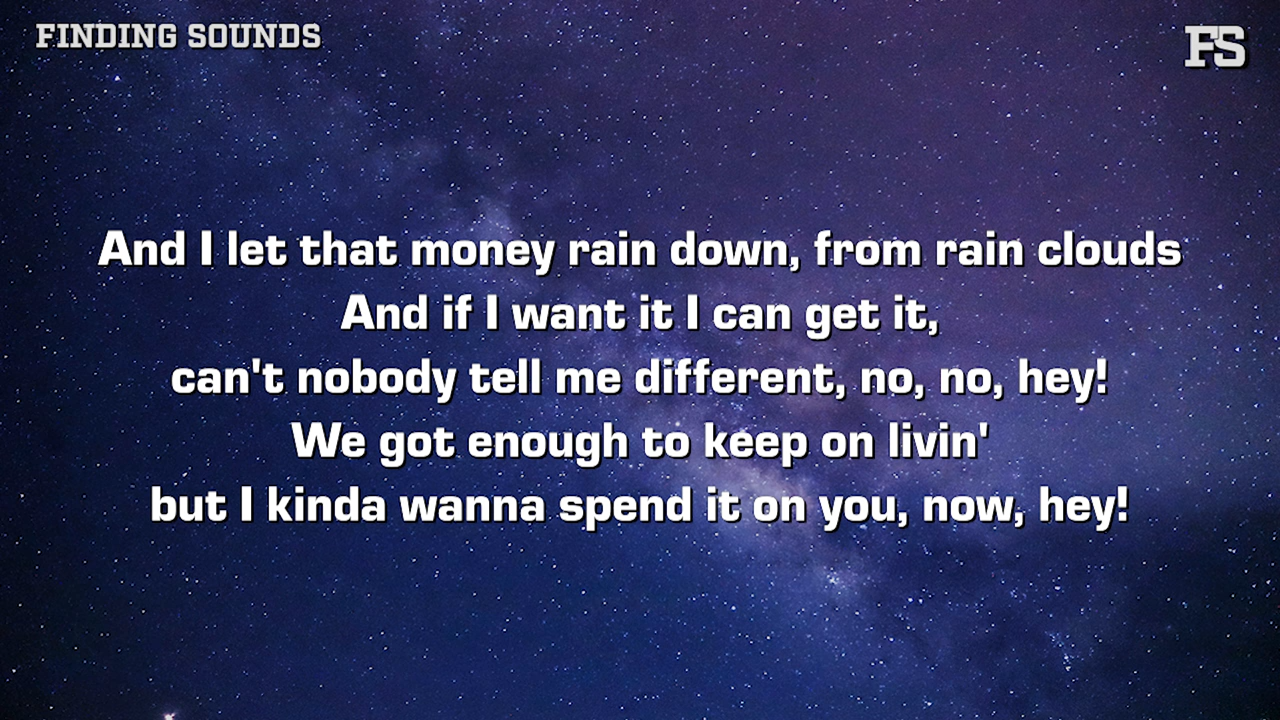 FINDING SOUNDS
FS
And I let that money rain down, from rain clouds
And if I want it I can get it,
can't nobody tell me different, no, no, hey!
We got enough to keep on livin'
but I kinda wanna spend it on you, now, hey!